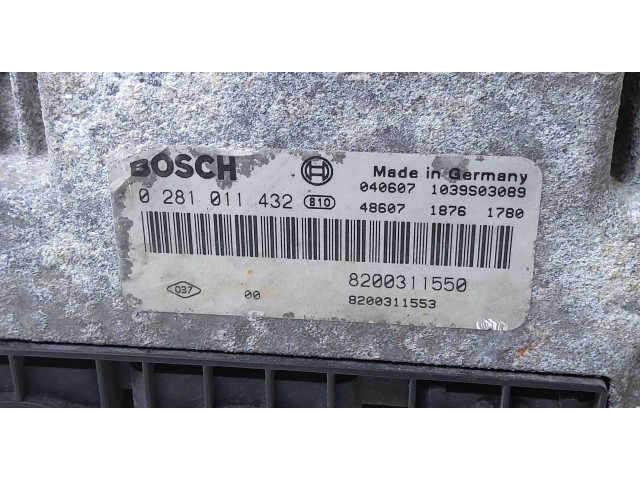 BOSCH
Made in Germany
040607 1039S03089
0 281 011 432 810
48607 1876 1780
8200311550
037 00 8200311553